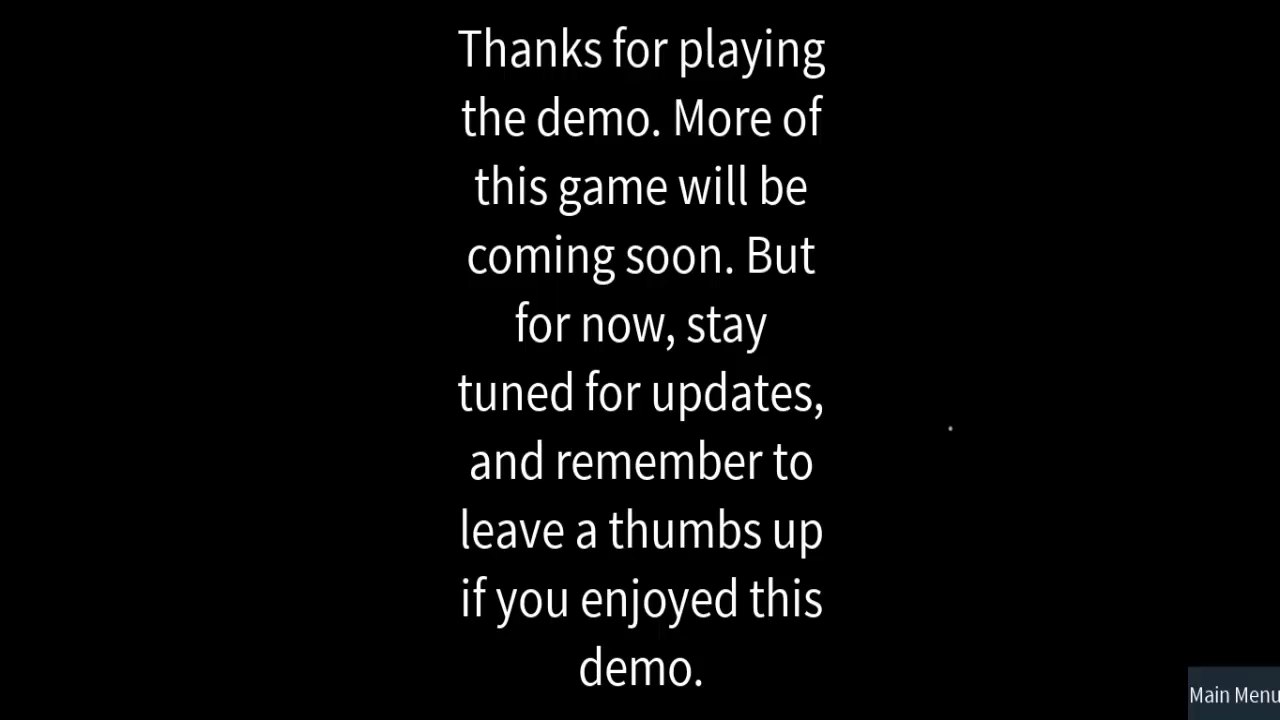 Thanks for playing
the demo. More of
this game will be
coming soon. But
for now, stay
tuned for updates,
and remember to
leave a thumbs up
if you enjoyed this
demo.
Main Menu